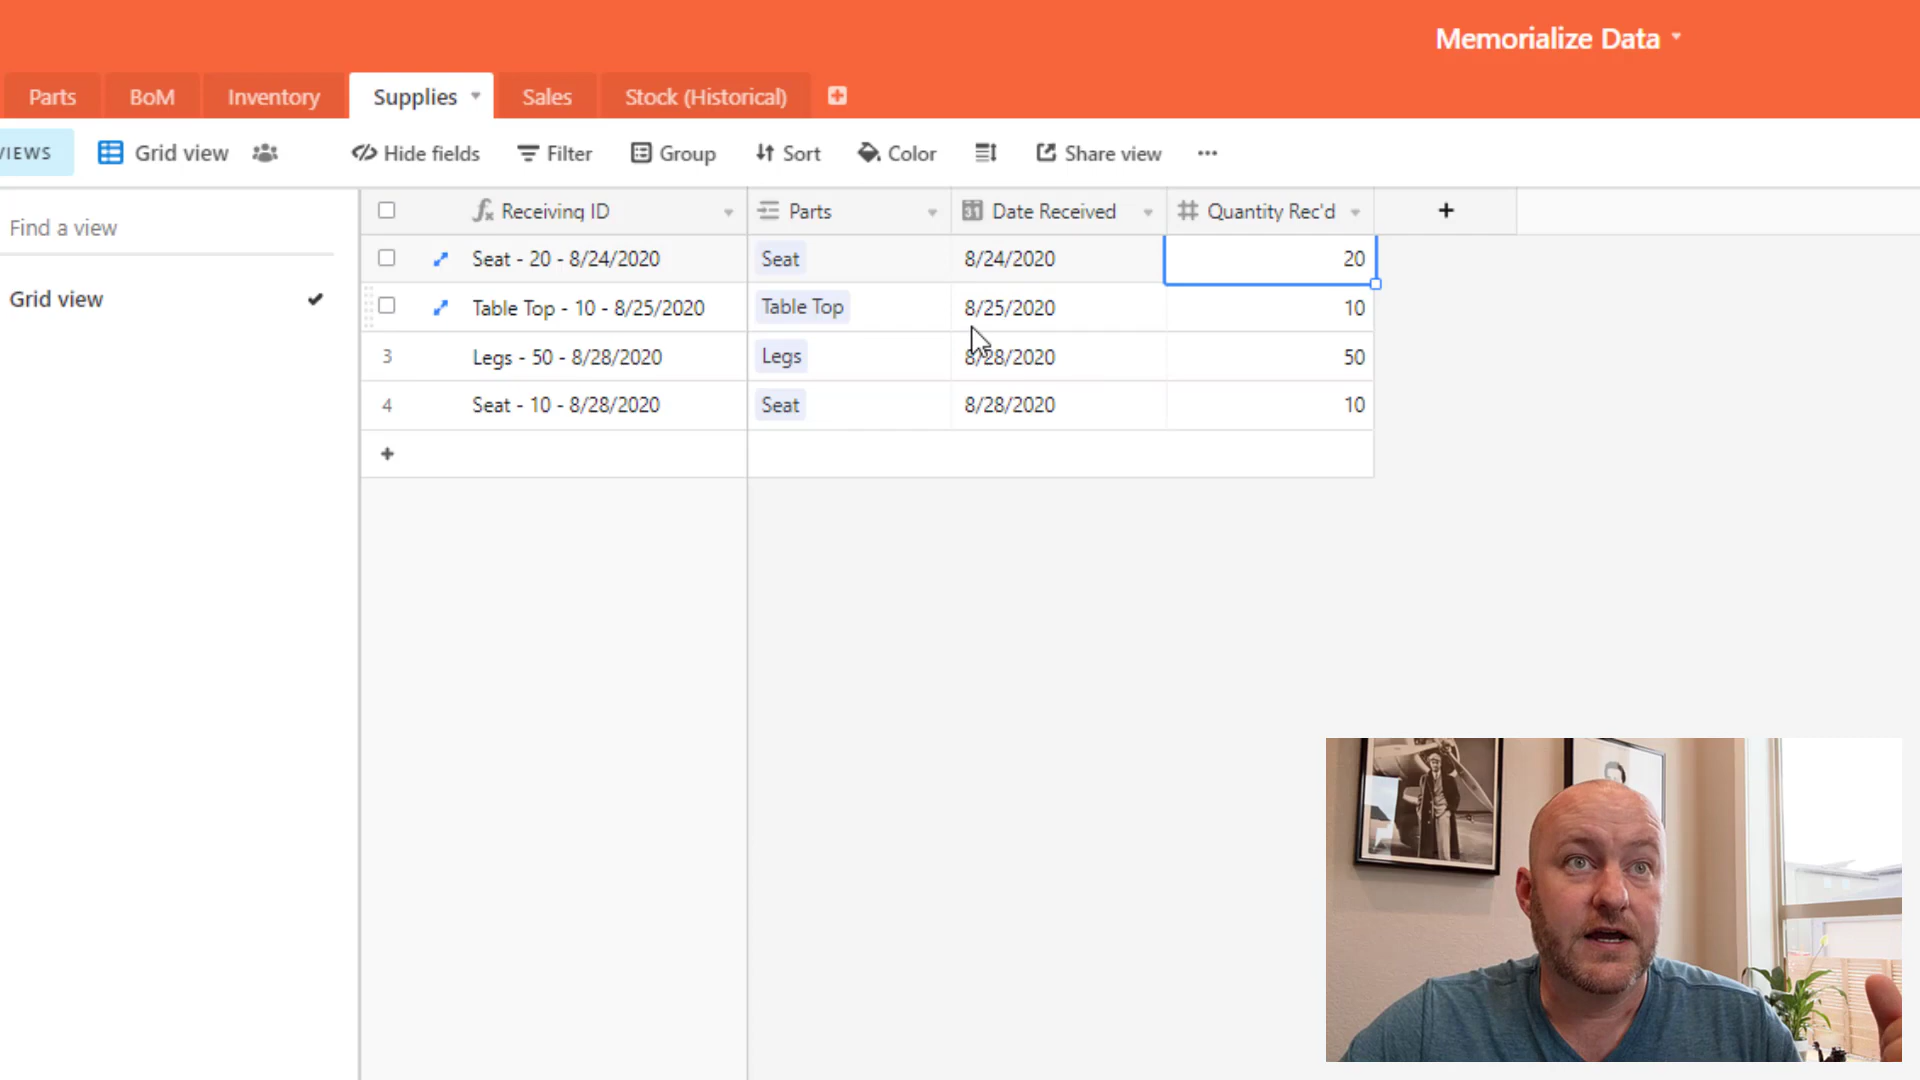 Memorialize Data
Parts BoM Inventory Supplies Sales Stock (Historical)
VIEWS Grid view Hide fields Filter Group Sort Color Share view ...
Find a view
Grid view
Receiving ID Parts 31 Date Received Quantity Rec'd
Seat - 20 - 8/24/2020 Seat 8/24/2020 20
Table Top - 10 - 8/25/2020 Table Top 8/25/2020 10
3 Legs - 50 - 8/28/2020 Legs 8/28/2020 50
4 Seat - 10 - 8/28/2020 Seat 8/28/2020 10